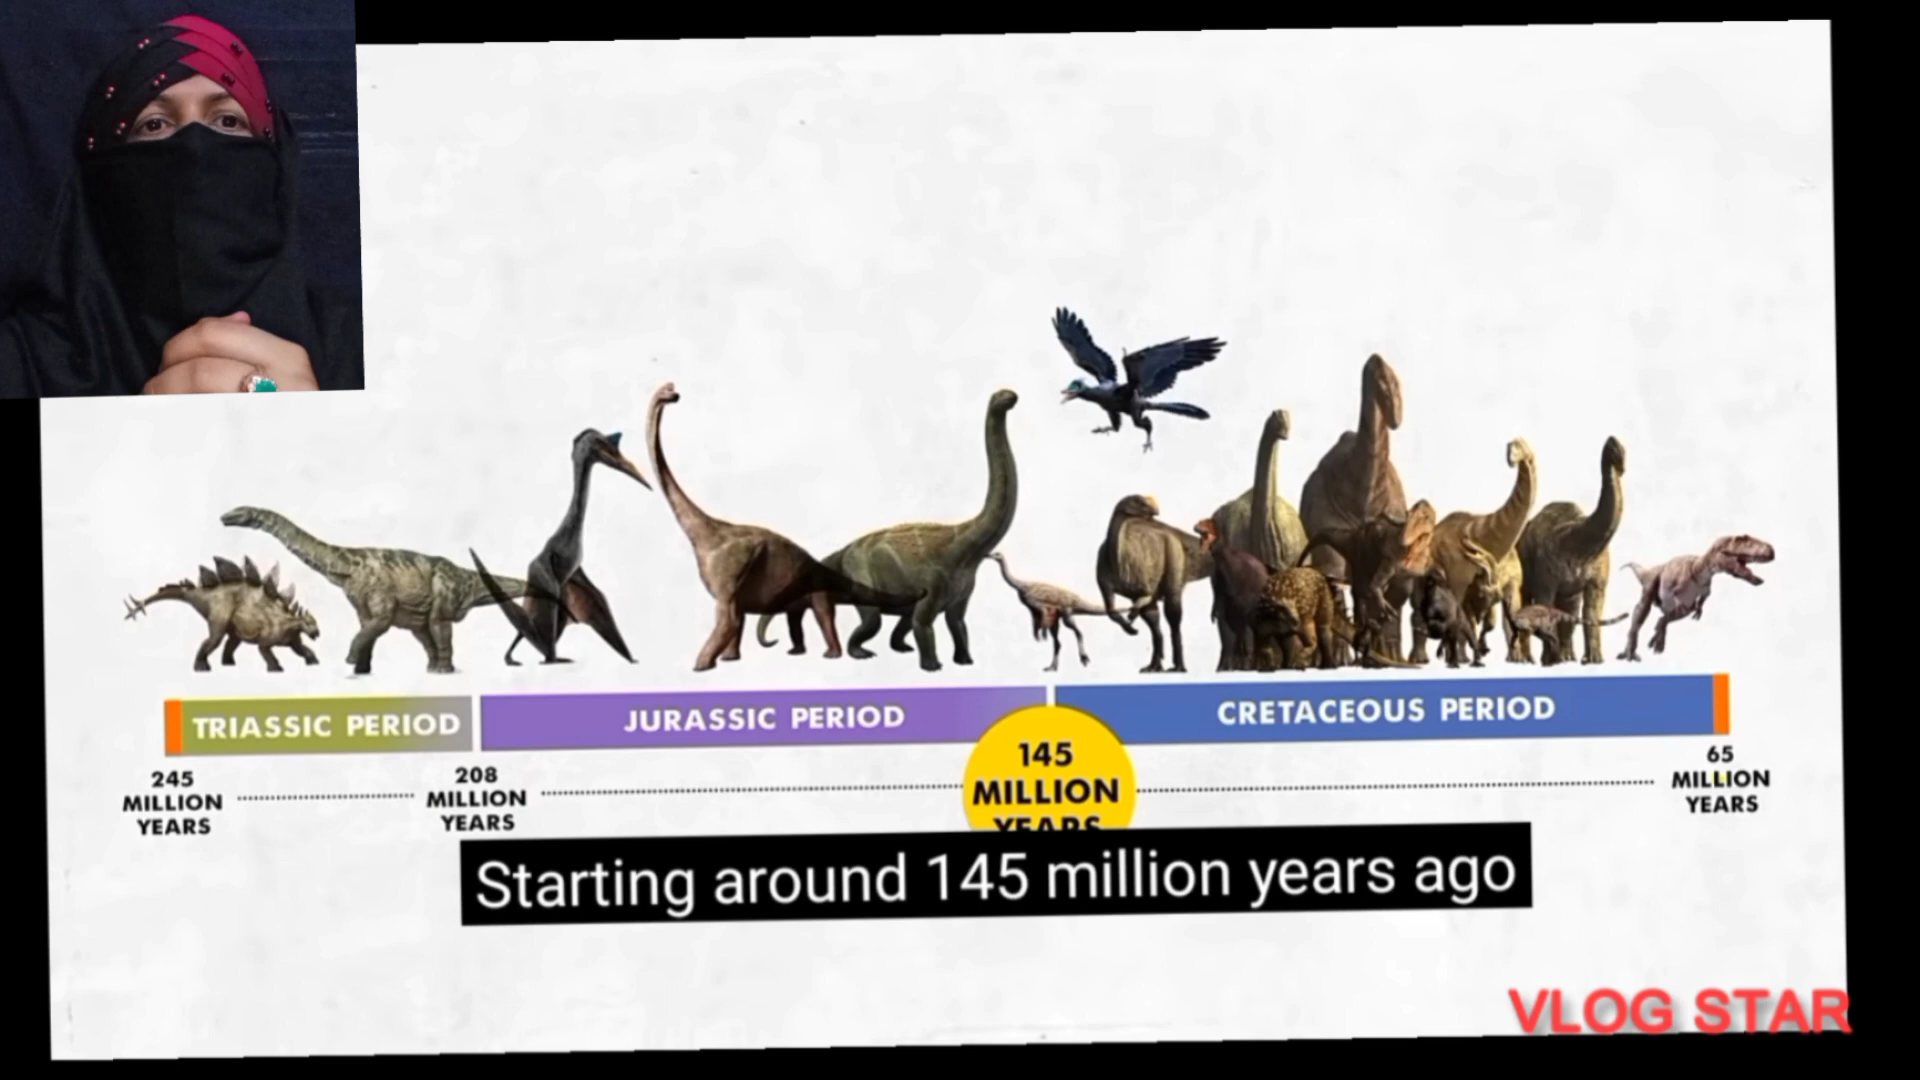 TRIASSIC PERIOD
JURASSIC PERIOD
CRETACEOUS PERIOD
245
MILLION
YEARS
208
MILLION
YEARS
145
MILLION
YEARS
65
MILLION
YEARS
Starting around 145 million years ago
VLOG STAR